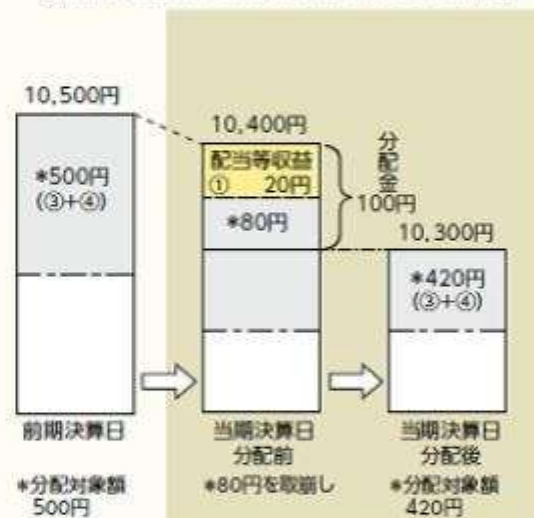 10,500円
*500円
(③+④)
前期決算日
*分配対象額
500円
10,400円
配当等収益
① 20円
*80円
分配金
100円
当期決算日
分配前
*80円を取崩し
10,300円
*420円
(③+④)
当期決算日
分配後
*分配対象額
420円